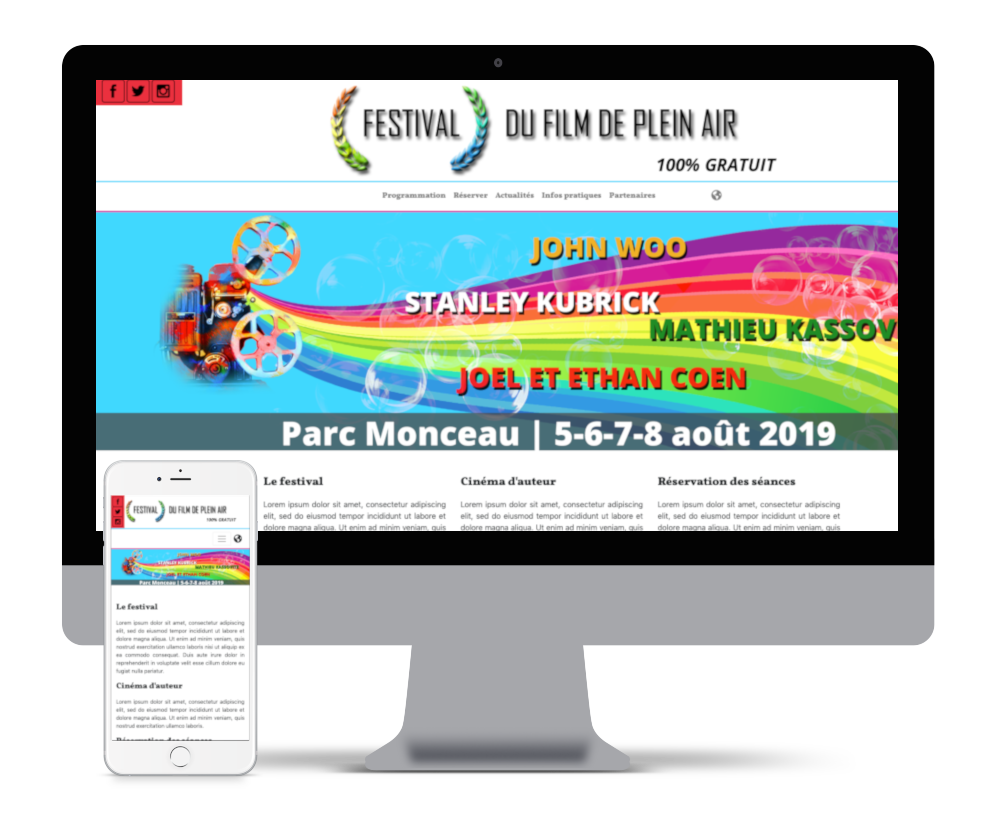 FESTIVAL DU FILM DE PLEIN AIR
100% GRATUIT
Programmation Réserver Actualités Infos pratiques Partenaires
JOHN WOO
STANLEY KUBRICK
MATHIEU KASSOV
JOEL ET ETHAN COEN
Parc Monceau | 5-6-7-8 août 2019
Le festival
Lorem ipsum dolor sit amet, consectetur adipiscing
elit, sed do eiusmod tempor incididunt ut labore et
dolore magna aliqua. Ut enim ad minim veniam, quis
Cinéma d'auteur
Lorem ipsum dolor sit amet, consectetur adipiscing
elit, sed do eiusmod tempor incididunt ut labore et
dolore magna aliqua. Ut enim ad minim veniam, quis
Réservation des séances
Lorem ipsum dolor sit amet, consectetur adipiscing
elit, sed do eiusmod tempor incididunt ut labore et
dolore magna aliqua. Ut enim ad minim veniam, quis
FESTIVAL DU FILM DE PLEIN AIR
100% GRATUIT
STANLEY KUBRICK
MATHIEU KASSOVITZ
JOEL ET ETHAN COEN
Parc Monceau | 5-6-7-8 août 2019
Le festival
Lorem ipsum dolor sit amet, consectetur adipiscing
elit, sed do eiusmod tempor incididunt ut labore et
dolore magna aliqua. Ut enim ad minim veniam, quis
nostrud exercitation ullamco laboris nisi ut aliquip ex
ea commodo consequat. Duis aute irure dolor in
reprehenderit in voluptate velit esse cillum dolore eu
fugiat nulla pariatur.
Cinéma d'auteur
Lorem ipsum dolor sit amet, consectetur adipiscing
elit, sed do eiusmod tempor incididunt ut labore et
dolore magna aliqua. Ut enim ad minim veniam, quis
nostrud exercitation ullamco laboris.
Réservation des séances